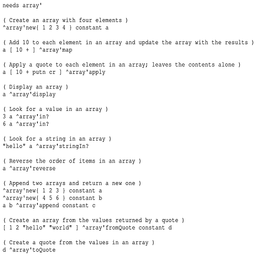 needs array'
( Create an array with four elements )
^array'new[ 1 2 3 4 ] constant a
( Add 10 to each element in an array and update the array with the results )
a [ 10 + ] ^array'map
( Apply a quote to each element in an array; leaves the contents alone )
a [ 10 + putn cr ] ^array'apply
( Display an array )
a ^array'display
( Look for a value in an array )
3 a ^array'in?
6 a ^array'in?
( Look for a string in an array )
"hello" a ^array'stringIn?
( Reverse the order of items in an array )
a ^array'reverse
( Append two arrays and return a new one )
^array'new[ 1 2 3 ] constant a
^array'new[ 4 5 6 ] constant b
a b ^array'append constant c
( Create an array from the values returned by a quote )
[ 1 2 "hello" "world" ] ^array'fromQuote constant d
( Create a quote from the values in an array )
d ^array'toQuote